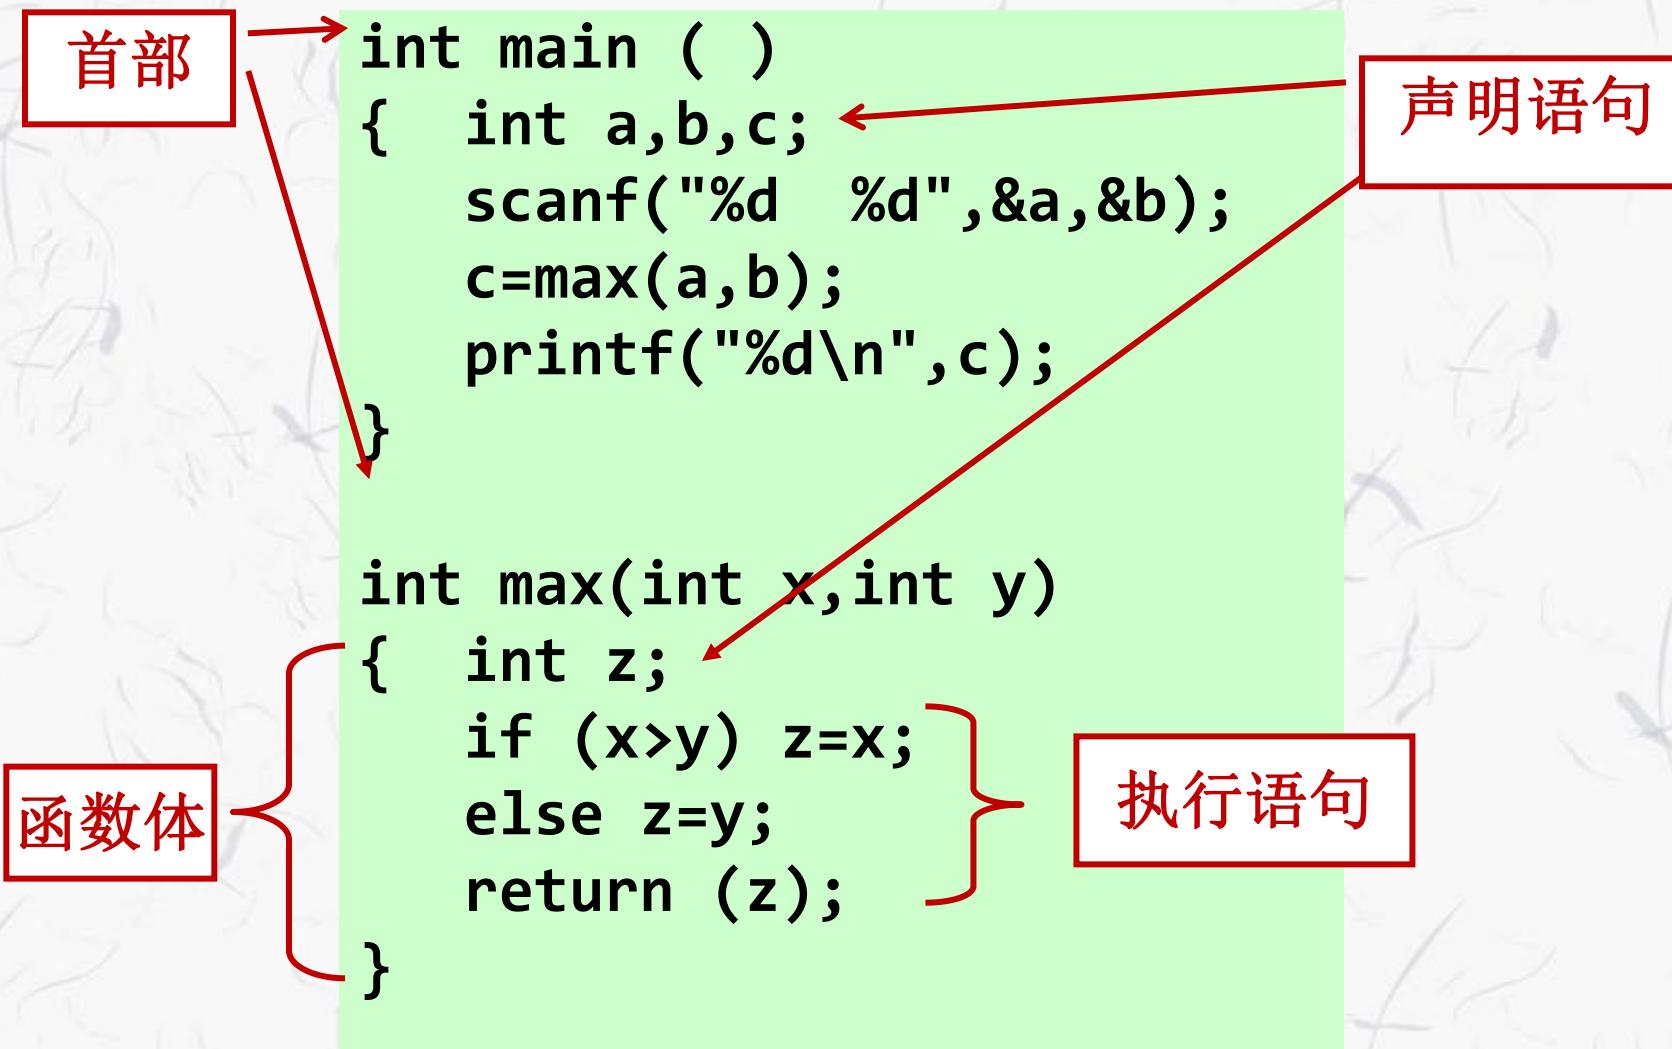 首部
int main ( )
{  int a,b,c;
声明语句
scanf("%d  %d",&a,&b);
c=max(a,b);
printf("%d\n",c);
}
int max(int x,int y)
{  int z;
if (x>y) z=x;
else z=y;
return (z);
}
函数体
执行语句